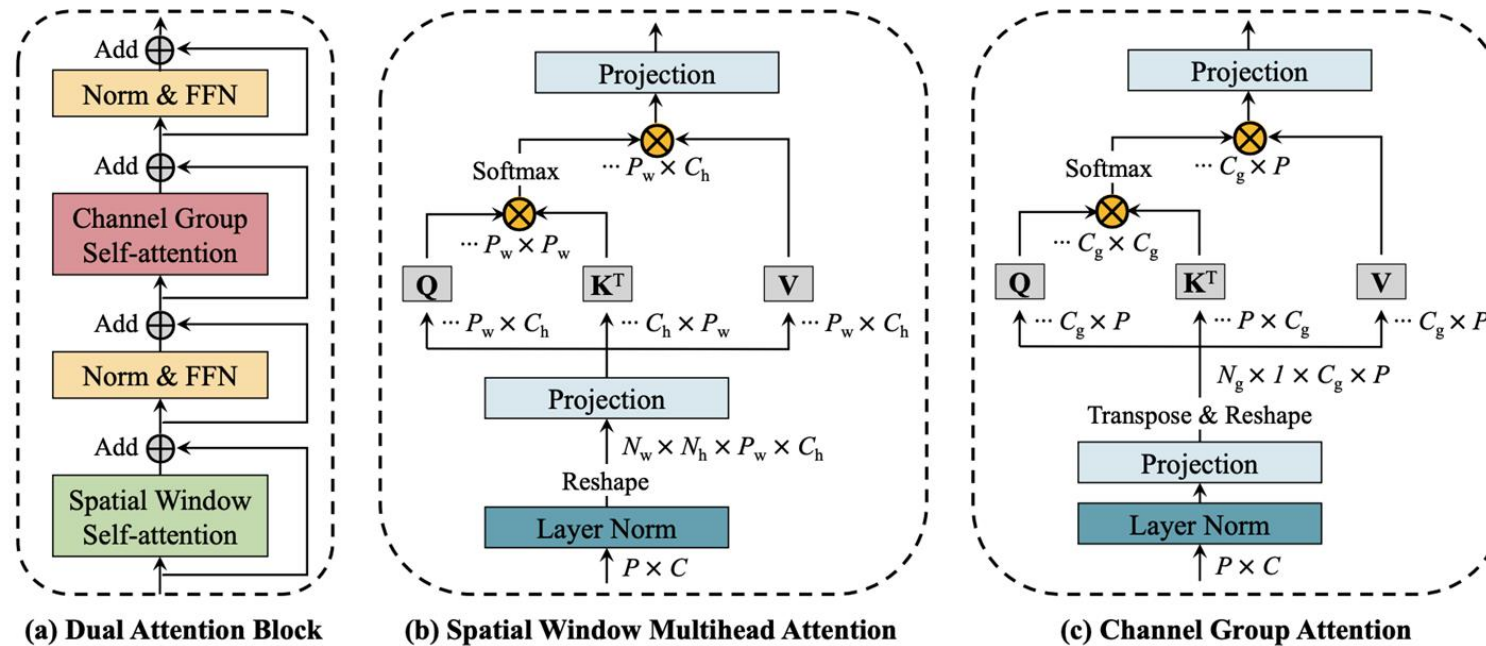 Add
Norm & FFN
Add
Channel Group
Self-attention
Add
Norm & FFN
Add
Spatial Window
Self-attention
(a) Dual Attention Block
Projection
··· P_w × C_h
Softmax
··· P_w × P_w
Q
K^T
V
··· P_w × C_h
··· C_h × P_w
··· P_w × C_h
Projection
N_w × N_h × P_w × C_h
Reshape
Layer Norm
P × C
(b) Spatial Window Multihead Attention
Projection
··· C_g × P
Softmax
··· C_g × C_g
Q
K^T
V
··· C_g × P
··· P × C_g
··· C_g × P
N_g × 1 × C_g × P
Transpose & Reshape
Projection
Layer Norm
P × C
(c) Channel Group Attention